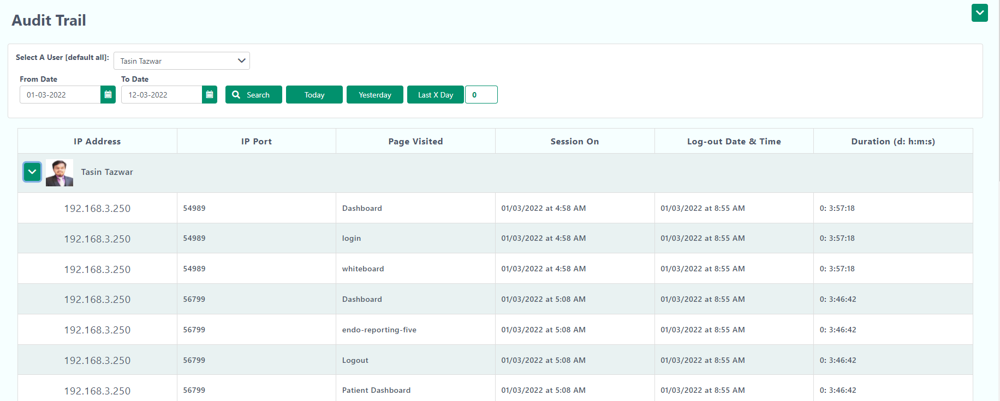 Audit Trail
Select A User [default all]: Tasin Tazwar
From Date To Date
01-03-2022 12-03-2022 Search Today Yesterday Last X Day 0
IP Address IP Port Page Visited Session On Log-out Date & Time Duration (d: h:m:s)
Tasin Tazwar
192.168.3.250 54989 Dashboard 01/03/2022 at 4:58 AM 01/03/2022 at 8:55 AM 0: 3:57:18
192.168.3.250 54989 login 01/03/2022 at 4:58 AM 01/03/2022 at 8:55 AM 0: 3:57:18
192.168.3.250 54989 whiteboard 01/03/2022 at 4:58 AM 01/03/2022 at 8:55 AM 0: 3:57:18
192.168.3.250 56799 Dashboard 01/03/2022 at 5:08 AM 01/03/2022 at 8:55 AM 0: 3:46:42
192.168.3.250 56799 endo-reporting-five 01/03/2022 at 5:08 AM 01/03/2022 at 8:55 AM 0: 3:46:42
192.168.3.250 56799 Logout 01/03/2022 at 5:08 AM 01/03/2022 at 8:55 AM 0: 3:46:42
192.168.3.250 56799 Patient Dashboard 01/03/2022 at 5:08 AM 01/03/2022 at 8:55 AM 0: 3:46:42